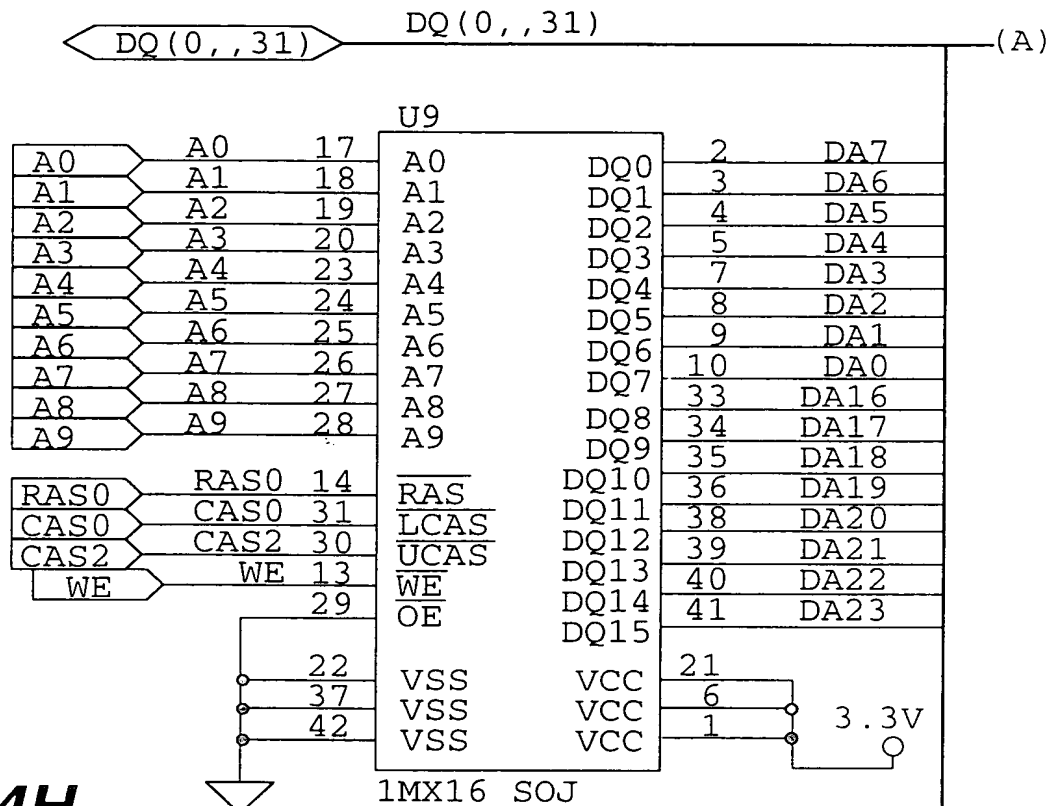 DQ(0,,31) DQ(0,,31) (A)
U9
A0 A0 17 A0 DQ0 2 DA7
A1 A1 18 A1 DQ1 3 DA6
A2 A2 19 A2 DQ2 4 DA5
A3 A3 20 A3 DQ3 5 DA4
A4 A4 23 A4 DQ4 7 DA3
A5 A5 24 A5 DQ5 8 DA2
A6 A6 25 A6 DQ6 9 DA1
A7 A7 26 A7 DQ7 10 DA0
A8 A8 27 A8 DQ8 33 DA16
A9 A9 28 A9 DQ9 34 DA17
RAS0 RAS0 14 RAS DQ10 35 DA18
CAS0 CAS0 31 LCAS DQ11 36 DA19
CAS2 CAS2 30 UCAS DQ12 38 DA20
WE WE 13 WE DQ13 39 DA21
29 OE DQ14 40 DA22
DQ15 41 DA23
22 VSS VCC 21
37 VSS VCC 6
42 VSS VCC 1 3.3V
1MX16 SOJ